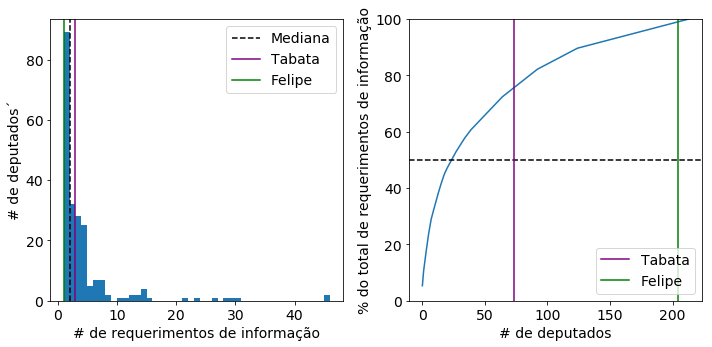 Mediana
Tabata
Felipe
# de deputados´
80
60
40
20
0
0 10 20 30 40
# de requerimentos de informação
% do total de requerimentos de informação
100
80
60
40
20
0
Tabata
Felipe
0 50 100 150 200
# de deputados